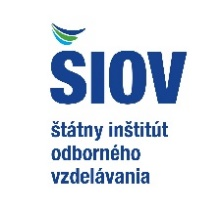 ŠIOV
štátny inštitút
odborného
vzdelávania